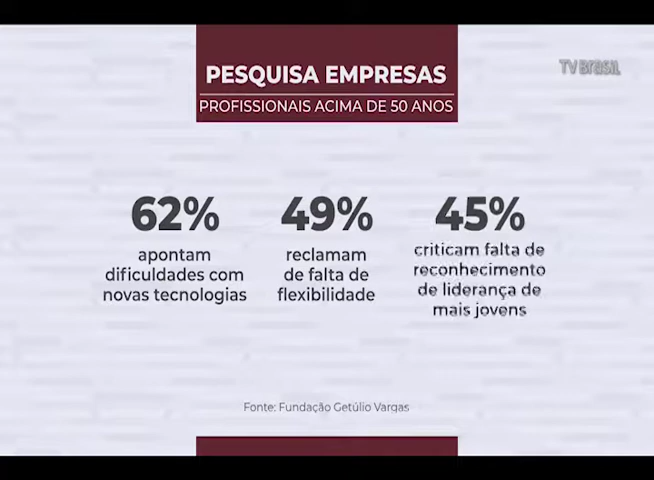 PESQUISA EMPRESAS
PROFISSIONAIS ACIMA DE 50 ANOS
TV BRASIL
62%
apontam
dificuldades com
novas tecnologias
49%
reclamam
de falta de
flexibilidade
45%
criticam falta de
reconhecimento
de liderança de
mais jovens
Fonte: Fundação Getúlio Vargas